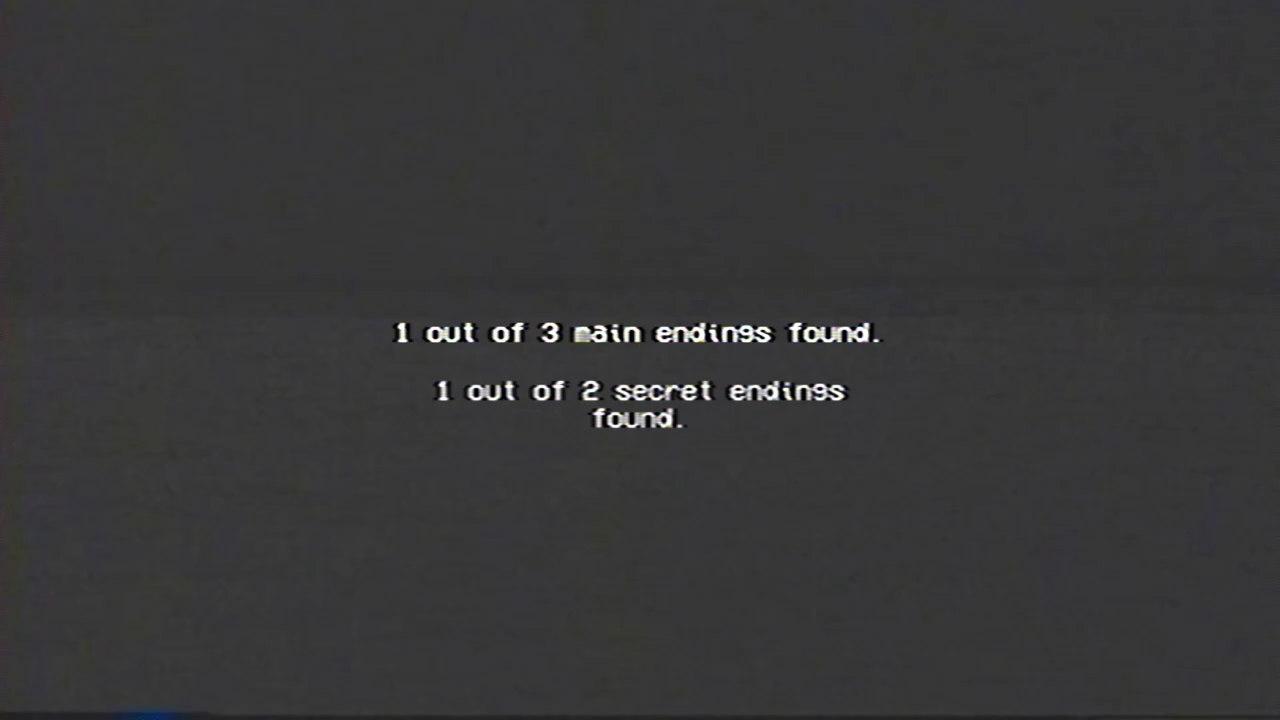 1 out of 3 main endings found.
1 out of 2 secret endings
found.